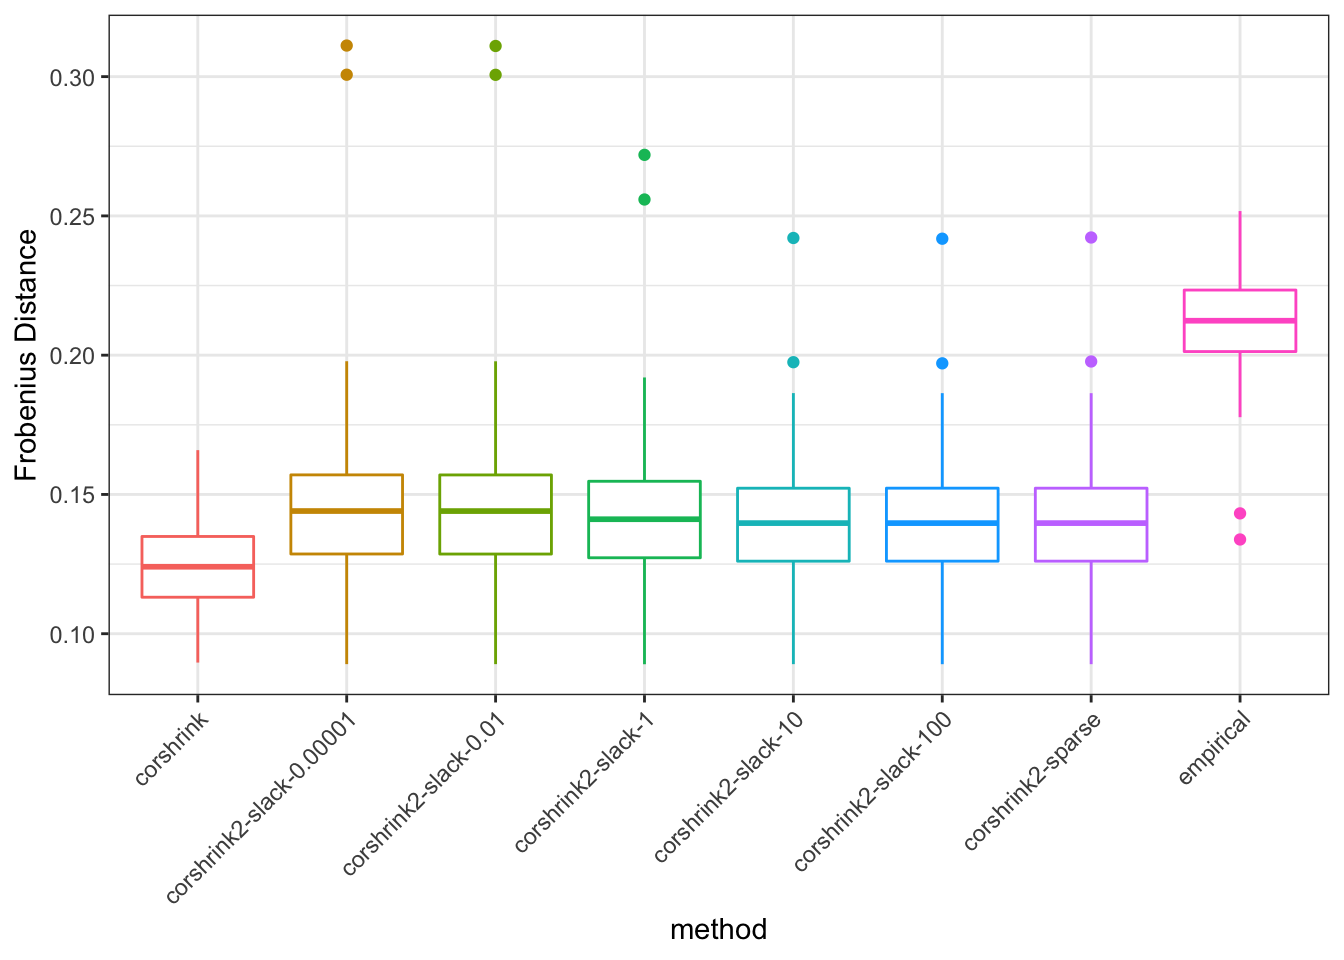 Frobenius Distance
0.30
0.25
0.20
0.15
0.10
corshrink
corshrink2-slack-0.00001
corshrink2-slack-0.01
corshrink2-slack-1
corshrink2-slack-10
corshrink2-slack-100
corshrink2-sparse
empirical
method